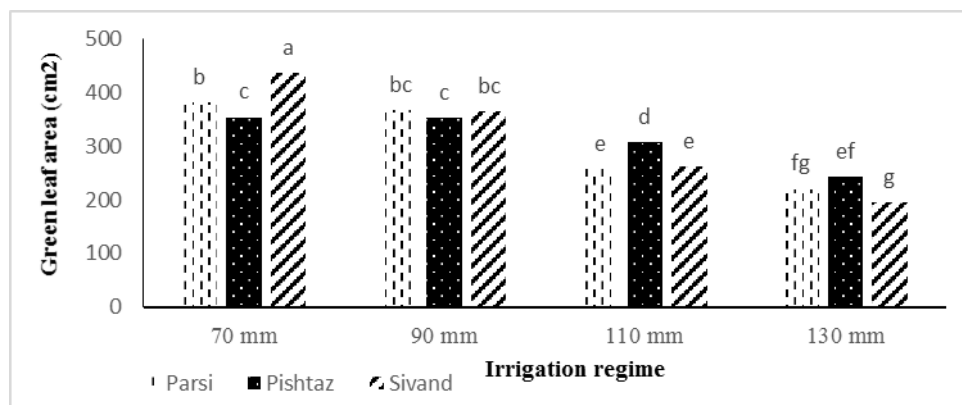 Green leaf area (cm2)
500
400
300
200
100
0
b
c
a
bc
c
bc
e
d
e
fg
ef
g
70 mm
90 mm
110 mm
130 mm
Irrigation regime
Parsi
Pishtaz
Sivand